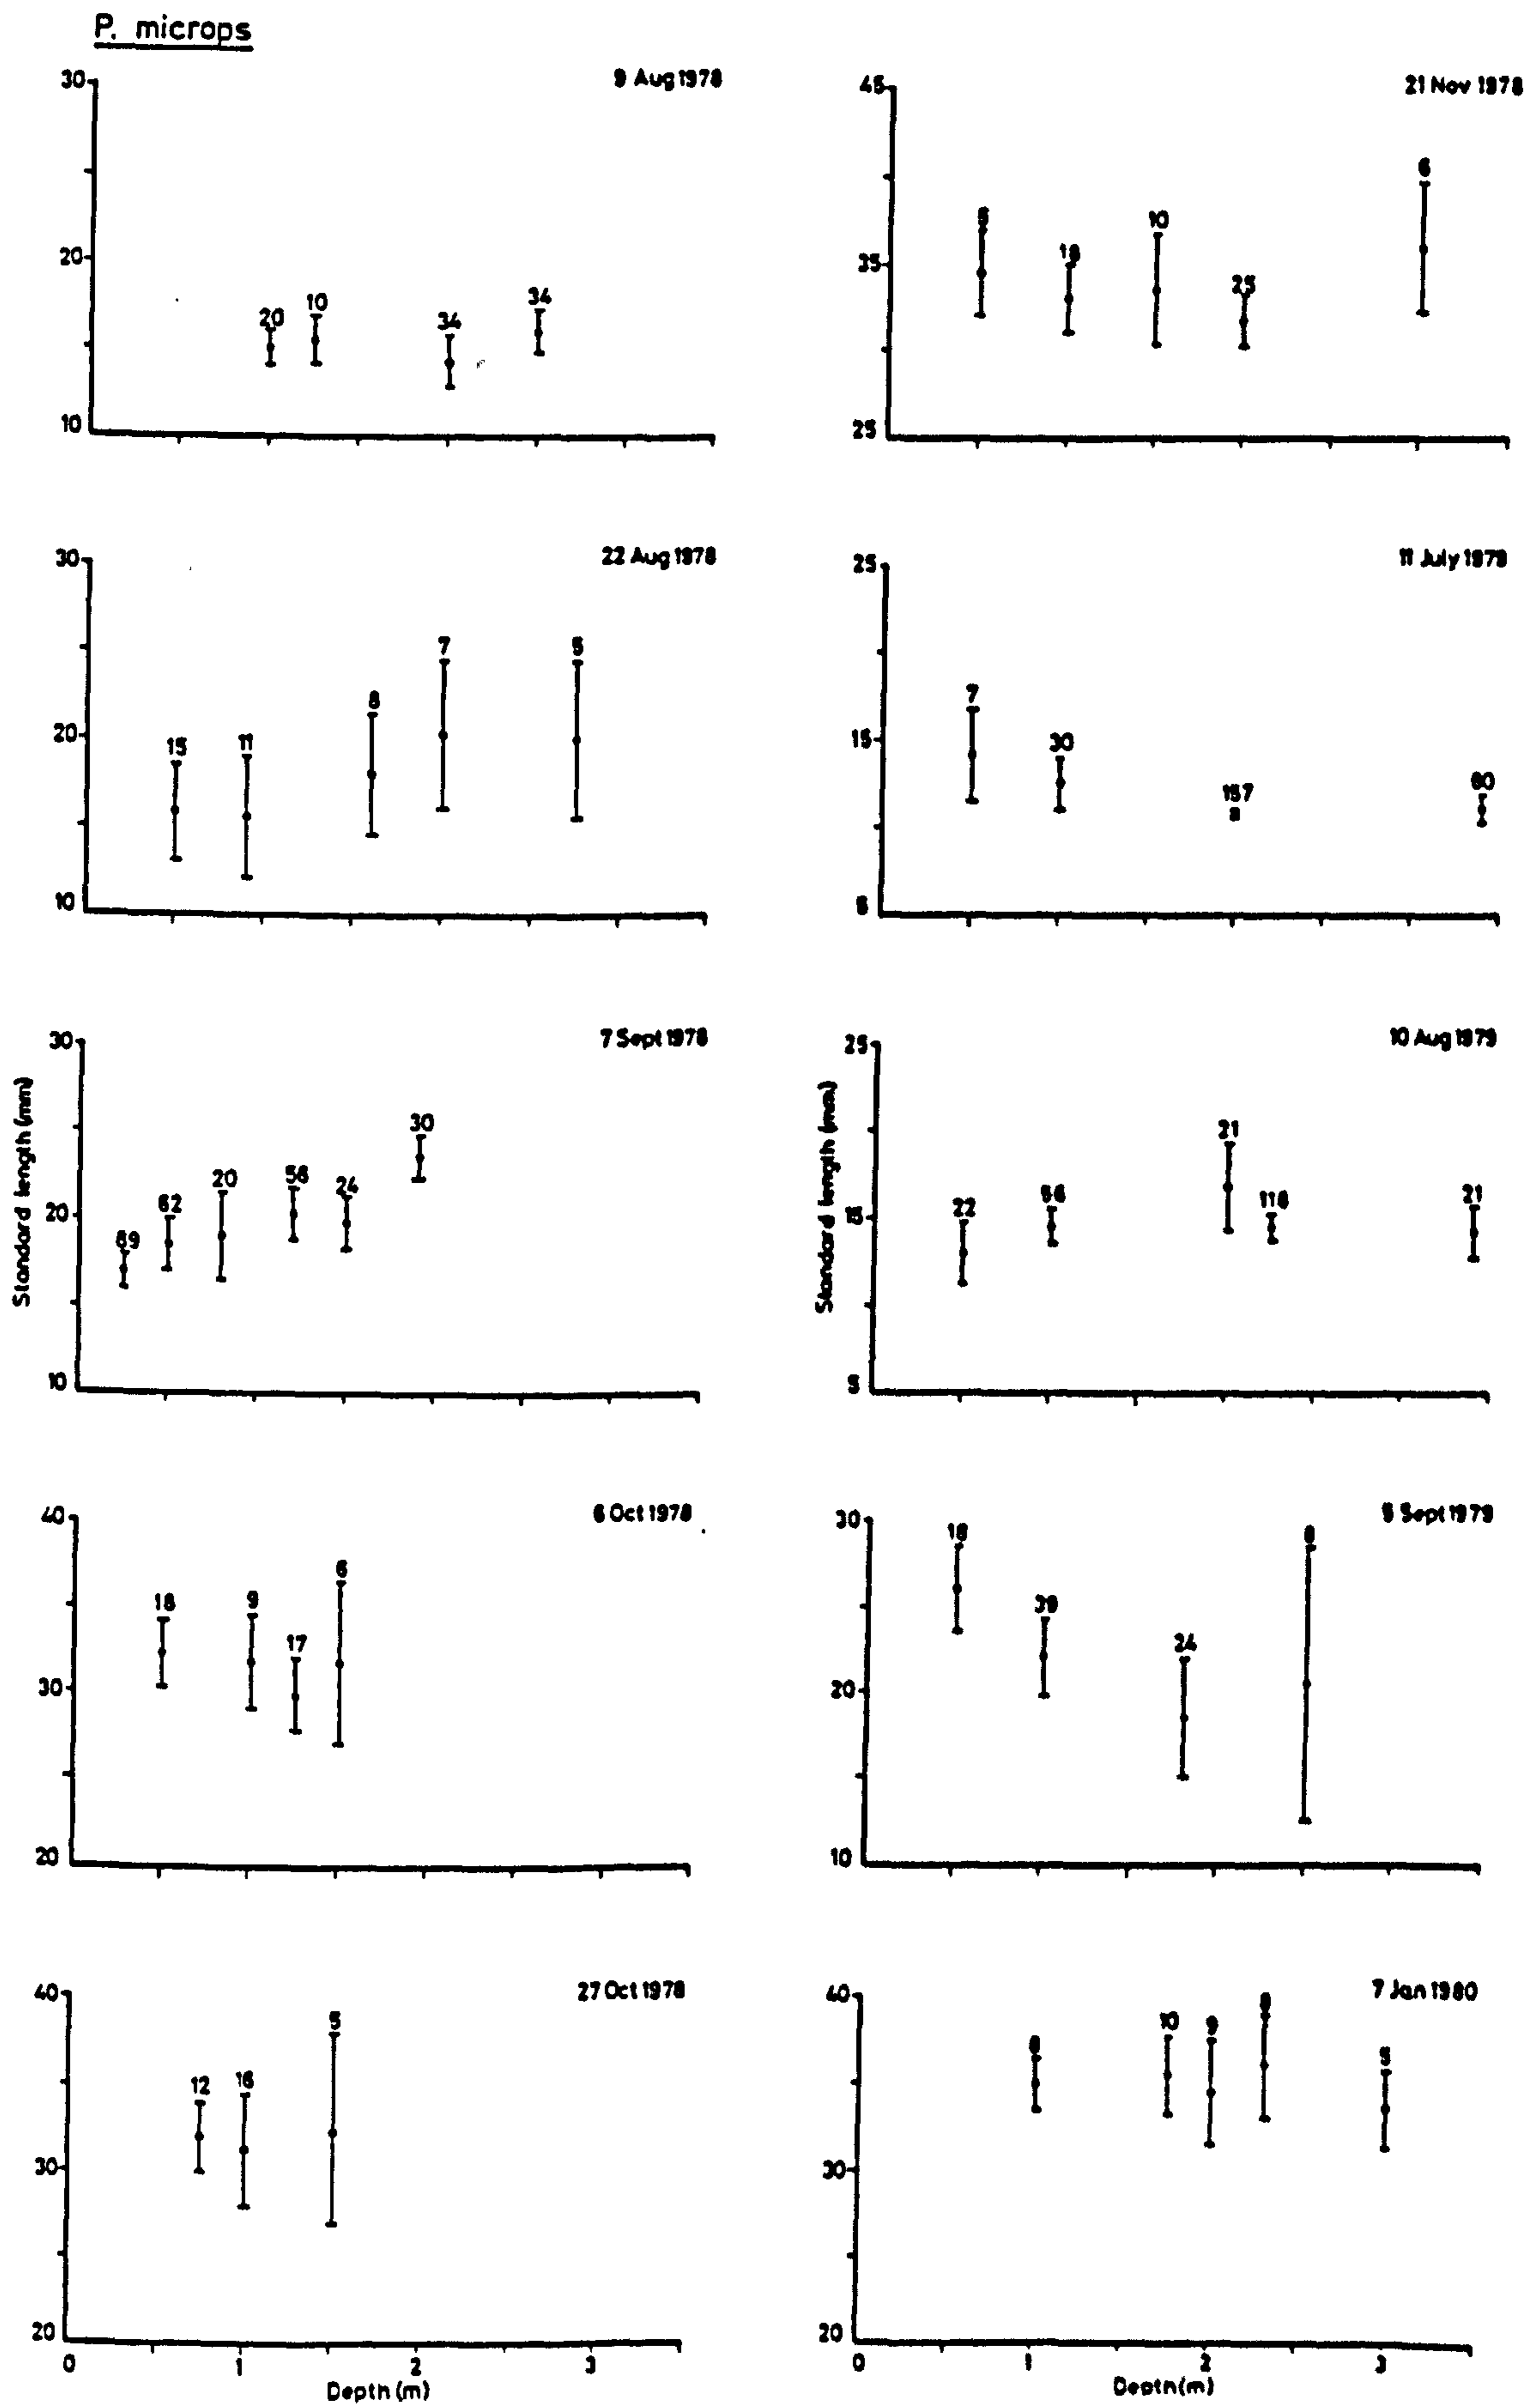 P. microps
9 Aug 1978
30
20
10
20 10 34 34
22 Aug 1978
30
20
10
15 11 8 7 5
7 Sept 1978
30
20
10
Standard length (mm)
89 62 20 56 24 30
6 Oct 1978
40
30
20
18 9 17 6
27 Oct 1978
40
30
20
12 16 5
0 1 2 3
Depth (m)
21 Nov 1978
45
35
25
18 10 25 6
11 July 1979
25
15
5
7 30 157 60
10 Aug 1979
25
15
5
Standard length (mm)
22 56 21 21
5 Sept 1979
30
20
10
39 24
7 Jan 1980
40
30
20
10 9
0 1 2 3
Depth (m)